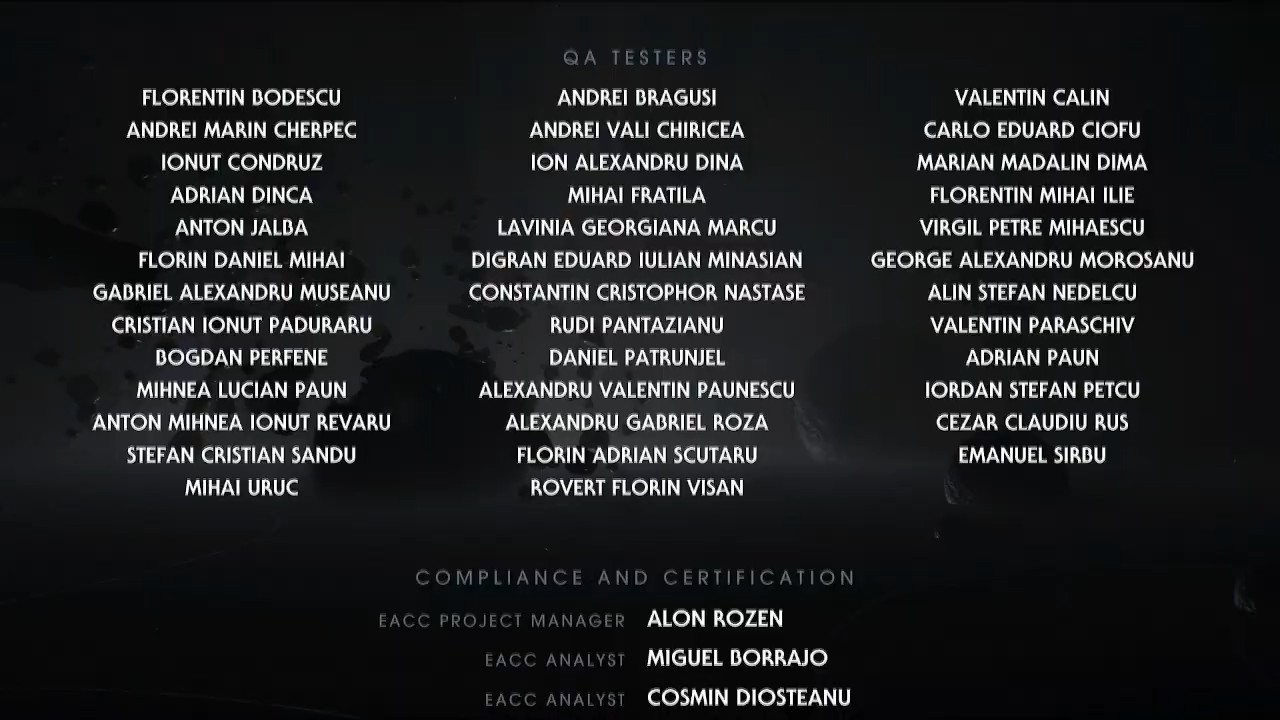 QA TESTERS
FLORENTIN BODESCU ANDREI BRAGUSI VALENTIN CALIN
ANDREI MARIN CHERPEC ANDREI VALI CHIRICEA CARLO EDUARD CIOFU
IONUT CONDRUZ ION ALEXANDRU DINA MARIAN MADALIN DIMA
ADRIAN DINCA MIHAI FRATILA FLORENTIN MIHAI ILIE
ANTON JALBA LAVINIA GEORGIANA MARCU VIRGIL PETRE MIHAESCU
FLORIN DANIEL MIHAI DIGRAN EDUARD IULIAN MINASIAN GEORGE ALEXANDRU MOROSANU
GABRIEL ALEXANDRU MUSEANU CONSTANTIN CRISTOPHOR NASTASE ALIN STEFAN NEDELCU
CRISTIAN IONUT PADURARU RUDI PANTAZIANU VALENTIN PARASCHIV
BOGDAN PERFENE DANIEL PATRUNJEL ADRIAN PAUN
MIHNEA LUCIAN PAUN ALEXANDRU VALENTIN PAUNESCU IORDAN STEFAN PETCU
ANTON MIHNEA IONUT REVARU ALEXANDRU GABRIEL ROZA CEZAR CLAUDIU RUS
STEFAN CRISTIAN SANDU FLORIN ADRIAN SCUTARU EMANUEL SIRBU
MIHAI URUC ROVERT FLORIN VISAN
COMPLIANCE AND CERTIFICATION
EACC PROJECT MANAGER ALON ROZEN
EACC ANALYST MIGUEL BORRAJO
EACC ANALYST COSMIN DIOSTEANU